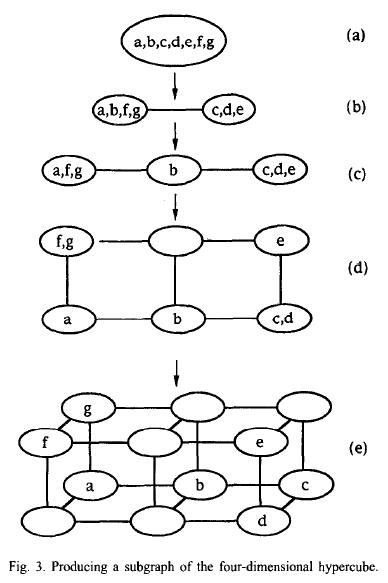 a,b,c,d,e,f,g (a)
a,b,f,g c,d,e (b)
a,f,g b c,d,e (c)
f,g e
(d)
a b c,d
g
f e (e)
a b c
d
Fig. 3. Producing a subgraph of the four-dimensional hypercube.